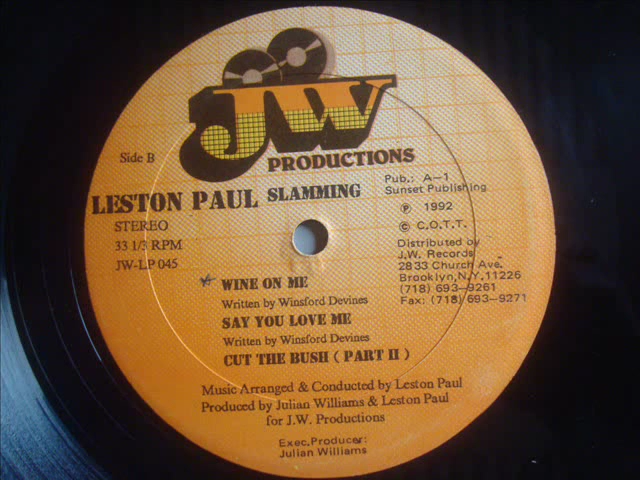 JW
PRODUCTIONS
Side B
LESTON PAUL SLAMMING
STEREO
33 1/3 RPM
JW-LP 045
Pub.: A-1
Sunset Publishing
℗ 1992
© C.O.T.T.
Distributed by
J.W. Records
2833 Church Ave.
Brooklyn,N.Y.11226
(718) 693-9261
Fax: (718) 693-9271
WINE ON ME
Written by Winsford Devines
SAY YOU LOVE ME
Written by Winsford Devines
CUT THE BUSH ( PART II )
Music Arranged & Conducted by Leston Paul
Produced by Julian Williams & Leston Paul
for J.W. Productions
Exec.Producer:
Julian Williams